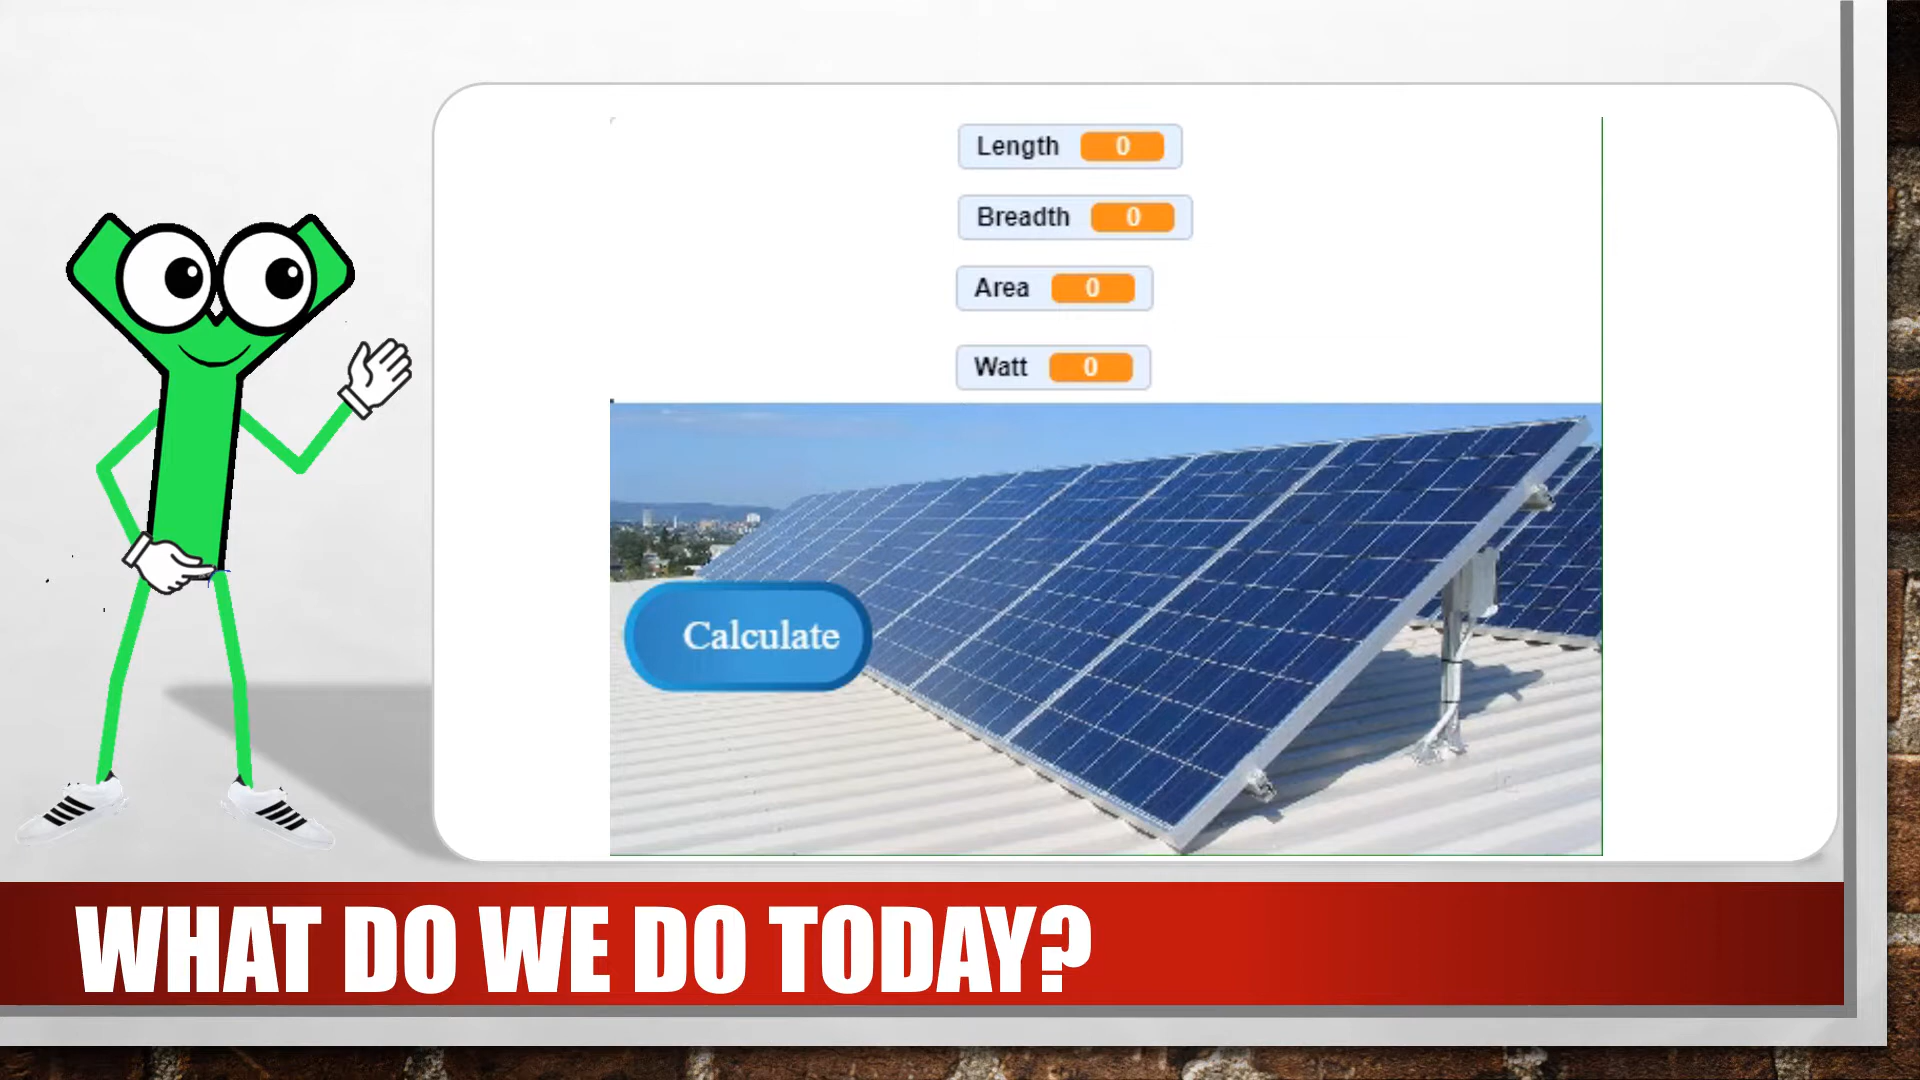 Length 0
Breadth 0
Area 0
Watt 0
Calculate
WHAT DO WE DO TODAY?